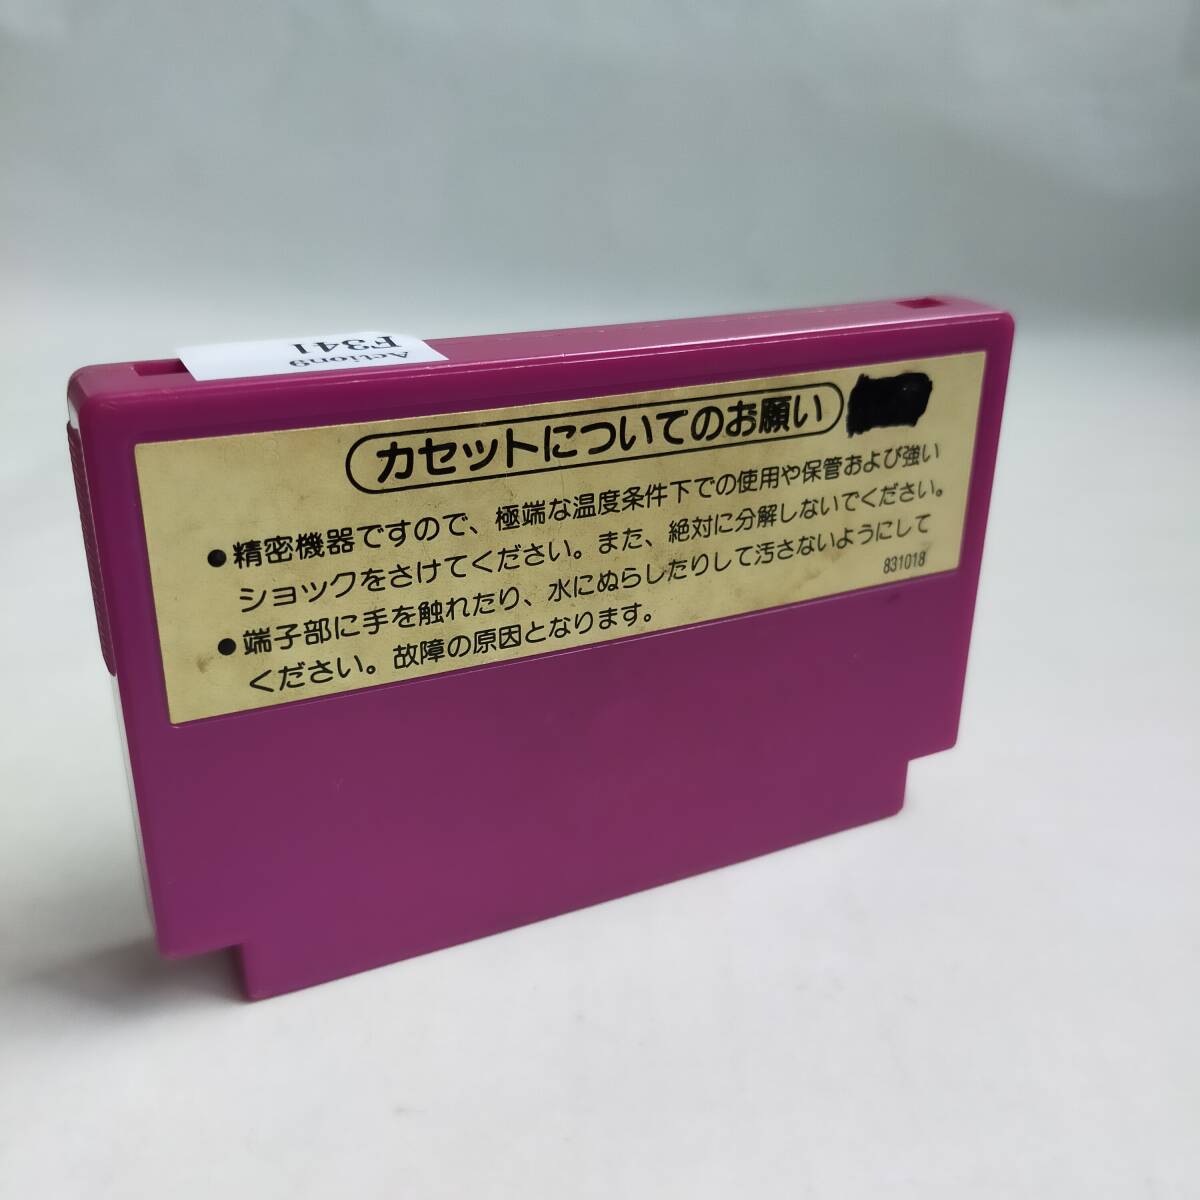 Action9
F341
カセットについてのお願い
●精密機器ですので、極端な温度条件下での使用や保管および強い
ショックをさけてください。また、絶対に分解しないでください。
●端子部に手を触れたり、水にぬらしたりして汚さないようにして
ください。故障の原因となります。
831018